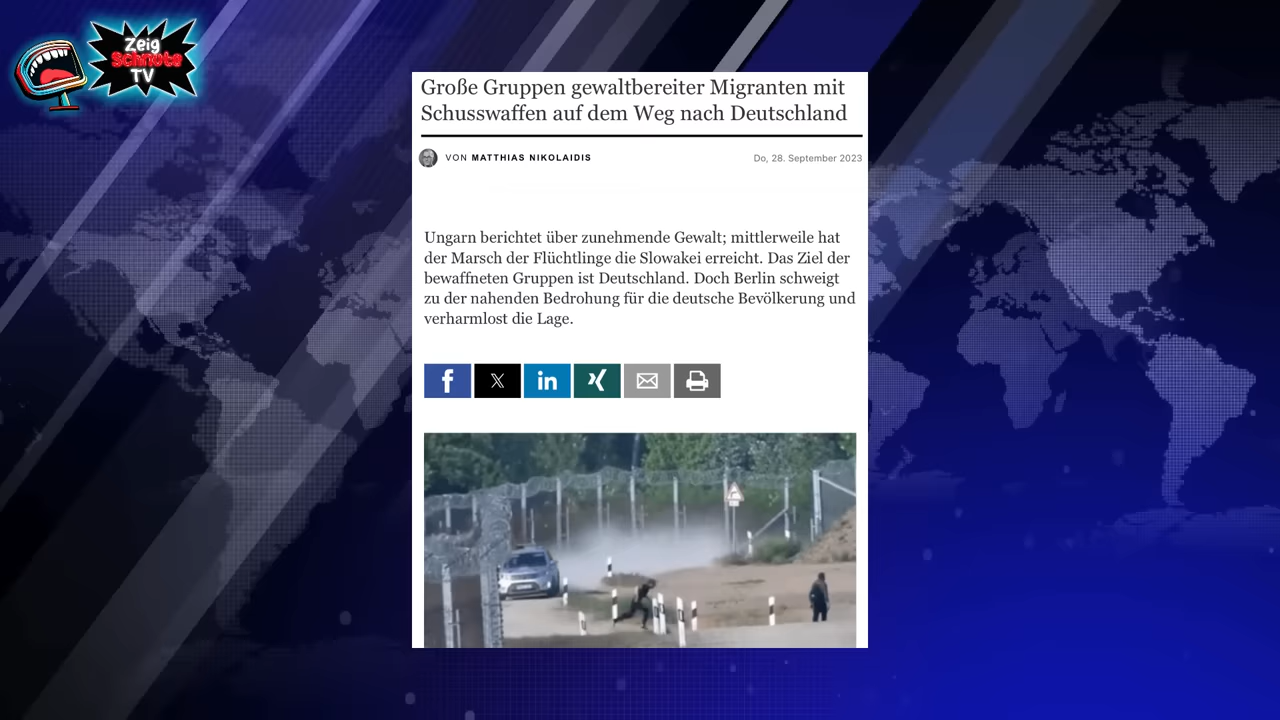 Zeig
Schnute
TV
Große Gruppen gewaltbereiter Migranten mit
Schusswaffen auf dem Weg nach Deutschland
VON MATTHIAS NIKOLAIDIS
Do, 28. September 2023
Ungarn berichtet über zunehmende Gewalt; mittlerweile hat
der Marsch der Flüchtlinge die Slowakei erreicht. Das Ziel der
bewaffneten Gruppen ist Deutschland. Doch Berlin schweigt
zu der nahenden Bedrohung für die deutsche Bevölkerung und
verharmlost die Lage.